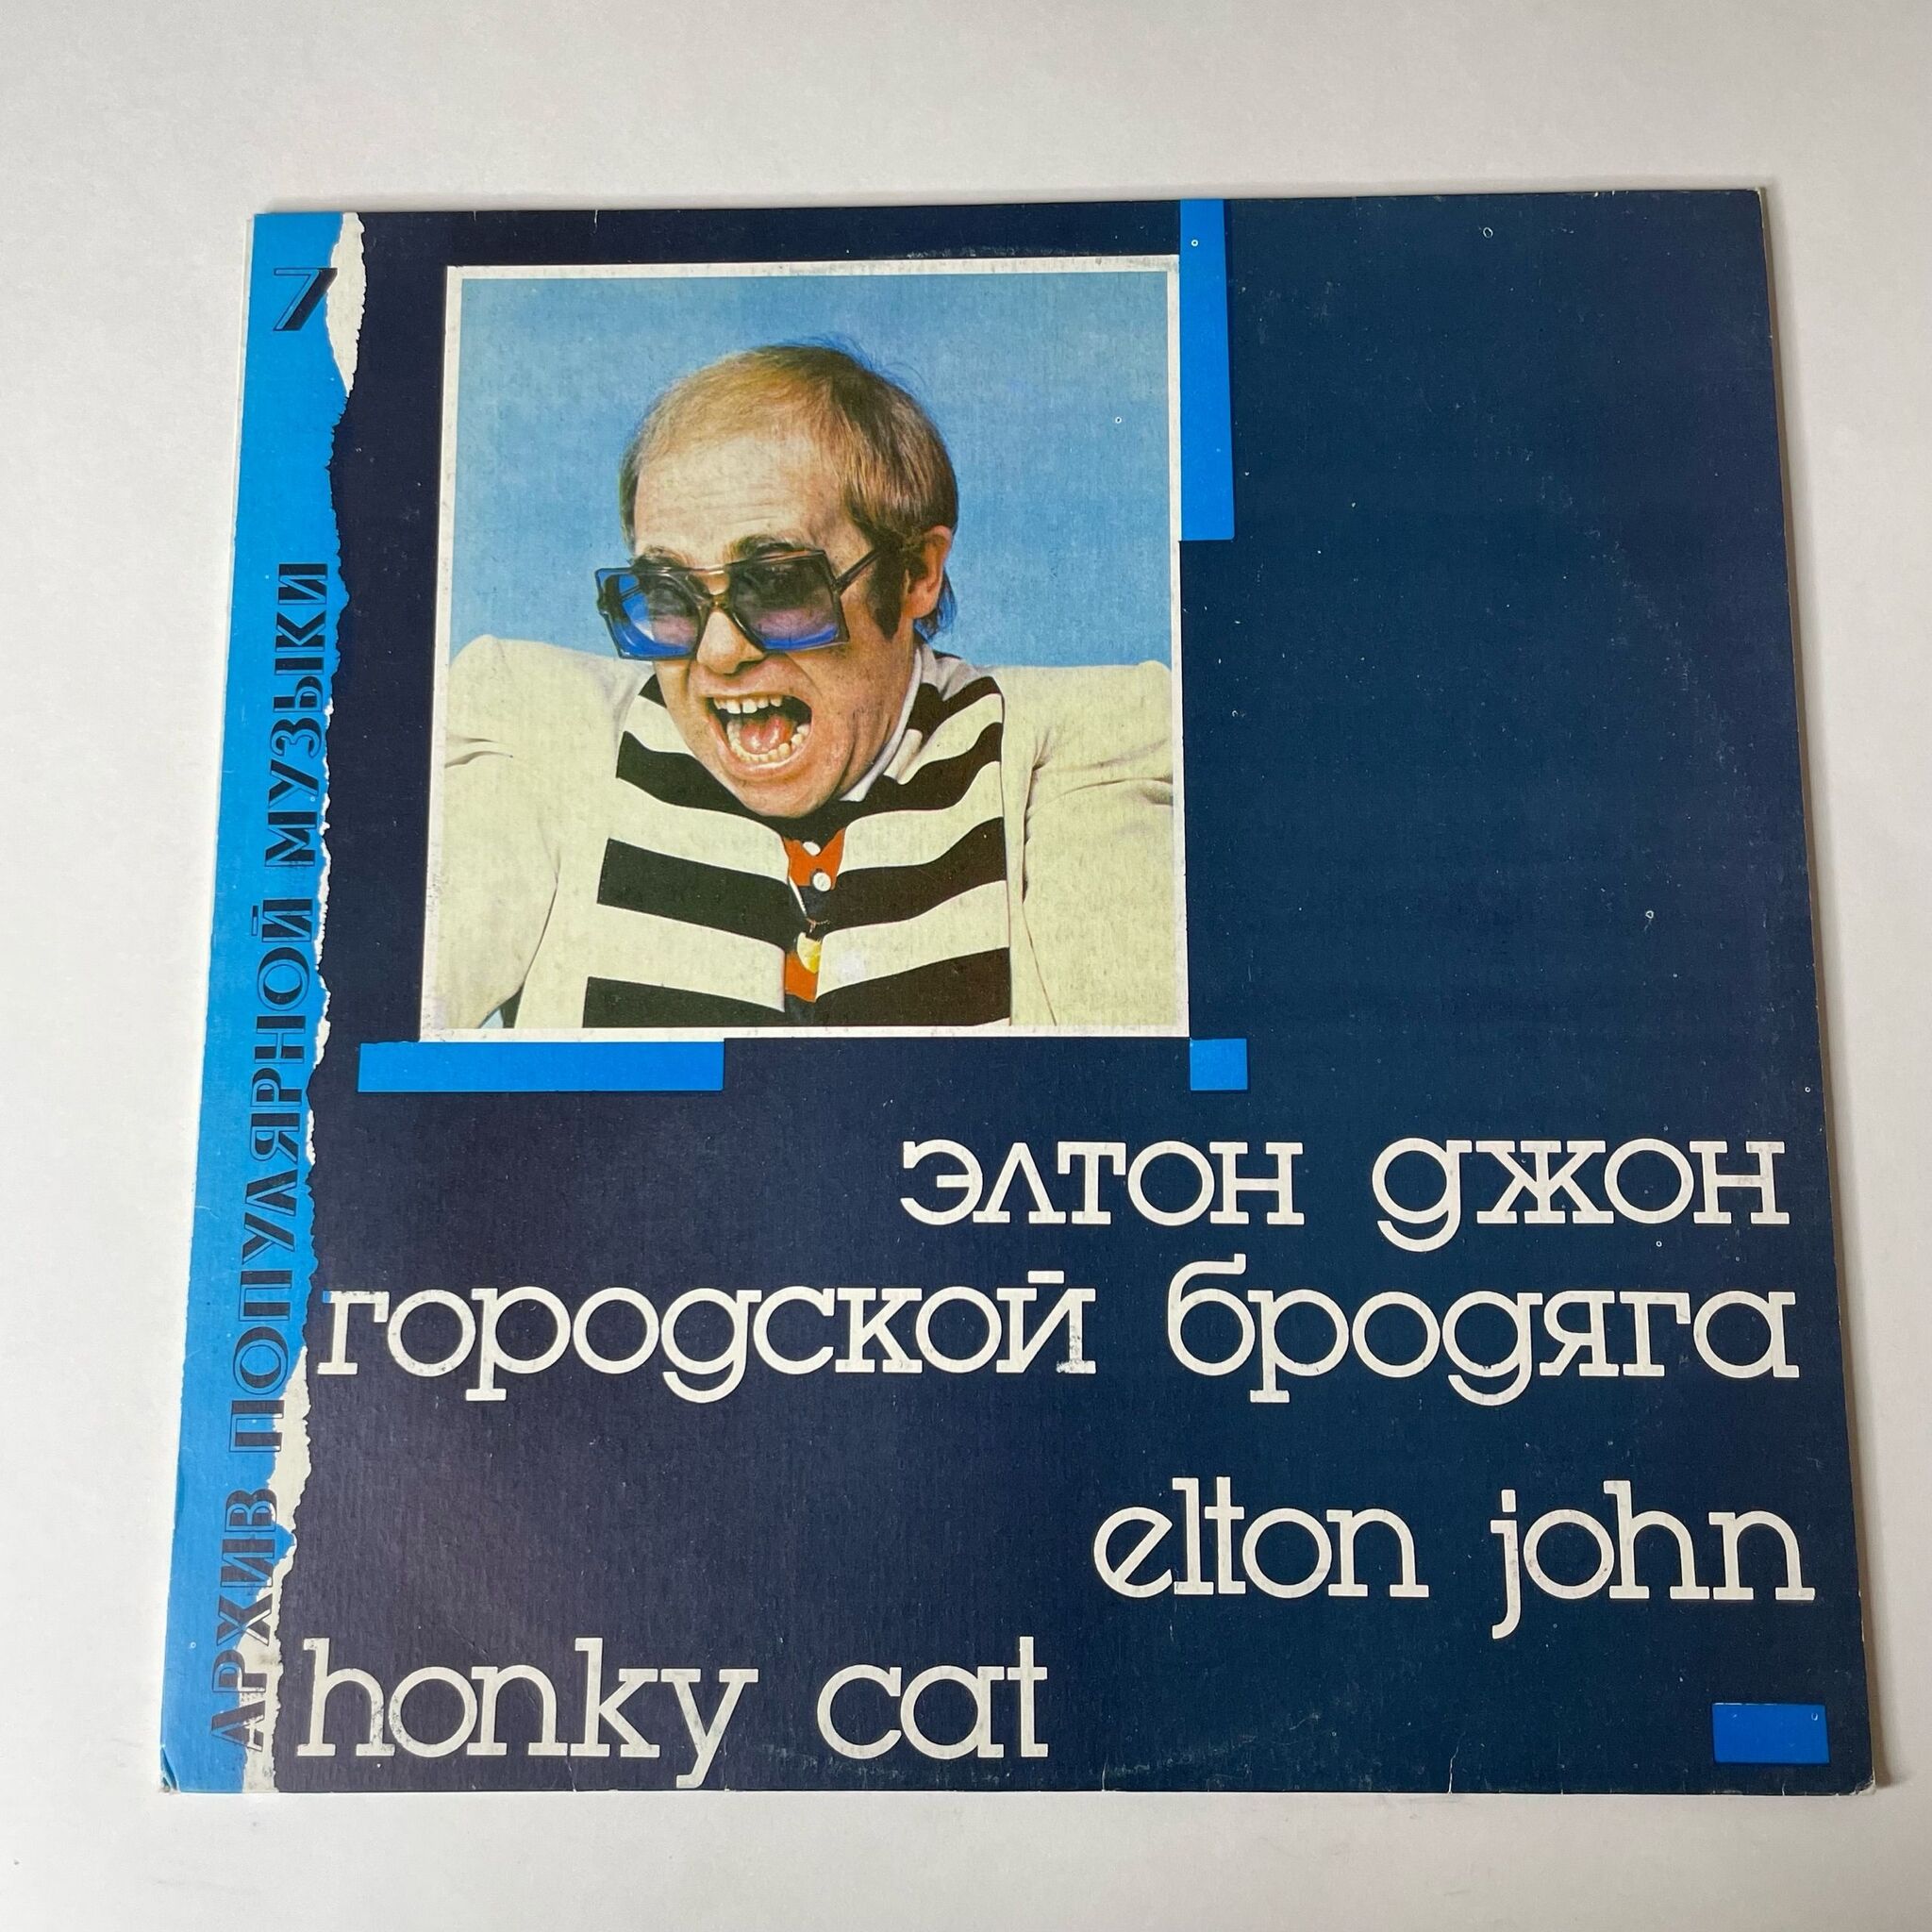 7
АРХИВ ПОПУЛЯРНОЙ МУЗЫКИ
элтон джон
городской бродяга
elton john
honky cat